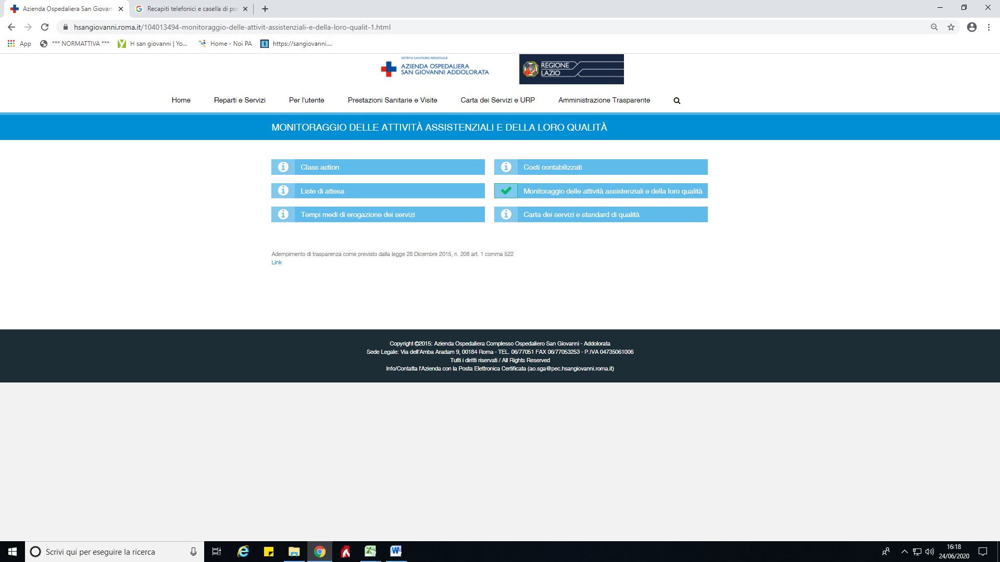 Azienda Ospedaliera San Giovann
Recapiti telefonici e casella di pos
hsangiovanni.roma.it/104013494-monitoraggio-delle-attivit-assistenziali-e-della-loro-qualit-1.html
App
*** NORMATTIVA ***
H san giovanni | Yo...
Home - Noi PA
https://sangiovanni....
SISTEMA SANITARIO REGIONALE
AZIENDA OSPEDALIERA
SAN GIOVANNI ADDOLORATA
REGIONE
LAZIO
Home
Reparti e Servizi
Per l'utente
Prestazioni Sanitarie e Visite
Carta dei Servizi e URP
Amministrazione Trasparente
MONITORAGGIO DELLE ATTIVITÀ ASSISTENZIALI E DELLA LORO QUALITÀ
Class action
Costi contabilizzati
Liste di attesa
Monitoraggio delle attività assistenziali e della loro qualità
Tempi medi di erogazione dei servizi
Carta dei servizi e standard di qualità
Adempimento di trasparenza come previsto dalla legge 28 Dicembre 2015, n. 208 art. 1 comma 522
Link
Copyright ©2015: Azienda Ospedaliera Complesso Ospedaliero San Giovanni - Addolorata
Sede Legale: Via dell'Amba Aradam 9, 00184 Roma - TEL. 06/77051 FAX 06/77053253 - P.IVA 04735061006
Tutti i diritti riservati / All Rights Reserved
Info/Contatta l'Azienda con la Posta Elettronica Certificata (ao.sga@pec.hsangiovanni.roma.it)
Scrivi qui per eseguire la ricerca
16:18
24/06/2020